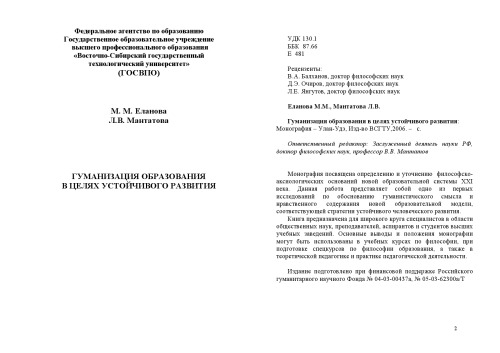 Федеральное агентство по образованию
Государственное образовательное учреждение
высшего профессионального образования
«Восточно-Сибирский государственный
технологический университет»
(ГОСВПО)
М. М. Еланова
Л.В. Мантатова
ГУМАНИЗАЦИЯ ОБРАЗОВАНИЯ
В ЦЕЛЯХ УСТОЙЧИВОГО РАЗВИТИЯ
УДК 130.1
ББК 87.66
Е 481
Рецензенты:
В.А. Балханов, доктор философских наук
Д.Э. Очиров, доктор философских наук
Л.Е. Янгутов, доктор философских наук
Еланова М.М., Мантатова Л.В.
Гуманизация образования в целях устойчивого развития:
Монография – Улан-Удэ, Изд-во ВСГТУ,2006. – с.
Ответственный редактор: Заслуженный деятель науки РФ,
доктор философских наук, профессор В.В. Мантатов
Монография посвящена определению и уточнению философско-
аксиологических оснований новой образовательной системы XXI
века. Данная работа представляет собой одно из первых
исследований по обоснованию гуманистического смысла и
нравственного содержания новой образовательной модели,
соответствующей стратегии устойчивого человеческого развития.
Книга предназначена для широкого круга специалистов в области
общественных наук, преподавателей, аспирантов и студентов высших
учебных заведений. Основные выводы и положения монографии
могут быть использованы в учебных курсах по философии, при
подготовке спецкурсов по философии образования, а также в
теоретической педагогике и практике педагогической деятельности.
Издание подготовлено при финансовой поддержке Российского
гуманитарного научного Фонда № 04-03-00437а, № 05-03-62300а/Т
2